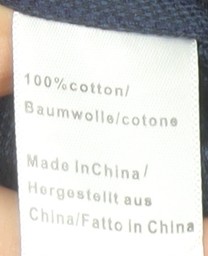 100%cotton/
Baumwolle/cotone
Made InChina/
Hergestellt aus
China/Fatto in China